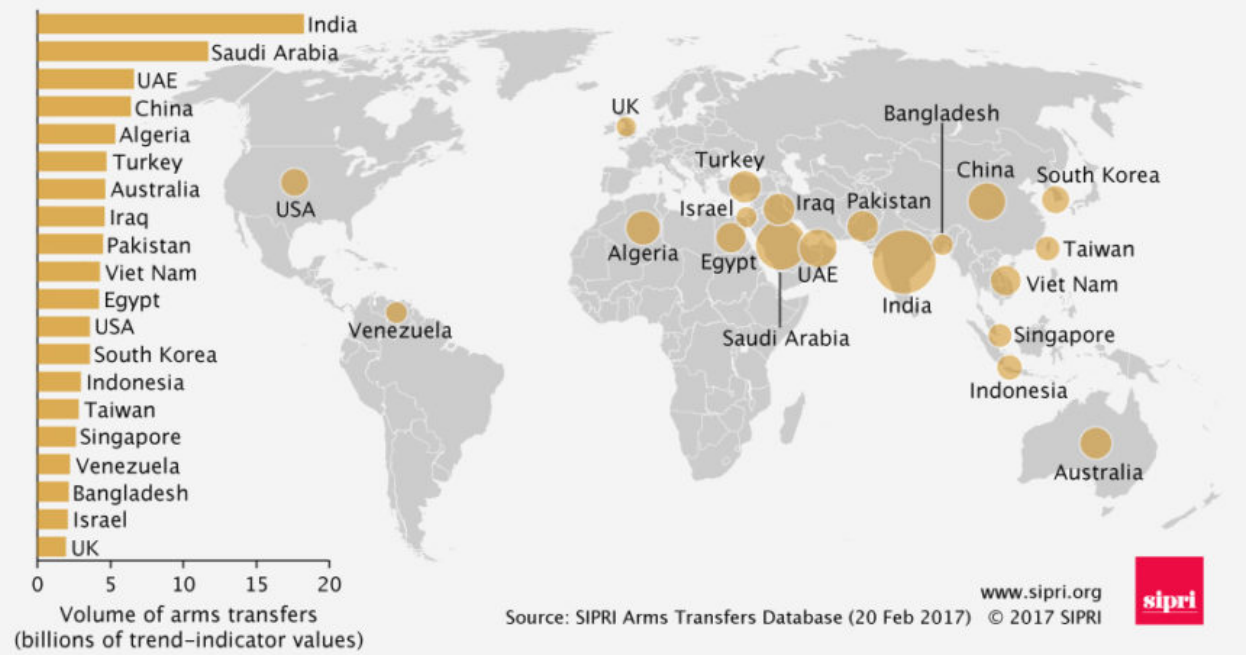 India
Saudi Arabia
UAE
China
Algeria
Turkey
Australia
Iraq
Pakistan
Viet Nam
Egypt
USA
South Korea
Indonesia
Taiwan
Singapore
Venezuela
Bangladesh
Israel
UK
0 5 10 15 20
Volume of arms transfers
(billions of trend–indicator values)
UK
Bangladesh
Turkey
China
South Korea
USA
Israel
Iraq
Pakistan
Algeria
Egypt
UAE
Taiwan
India
Viet Nam
Venezuela
Saudi Arabia
Singapore
Indonesia
Australia
www.sipri.org
Source: SIPRI Arms Transfers Database (20 Feb 2017) © 2017 SIPRI
sipri